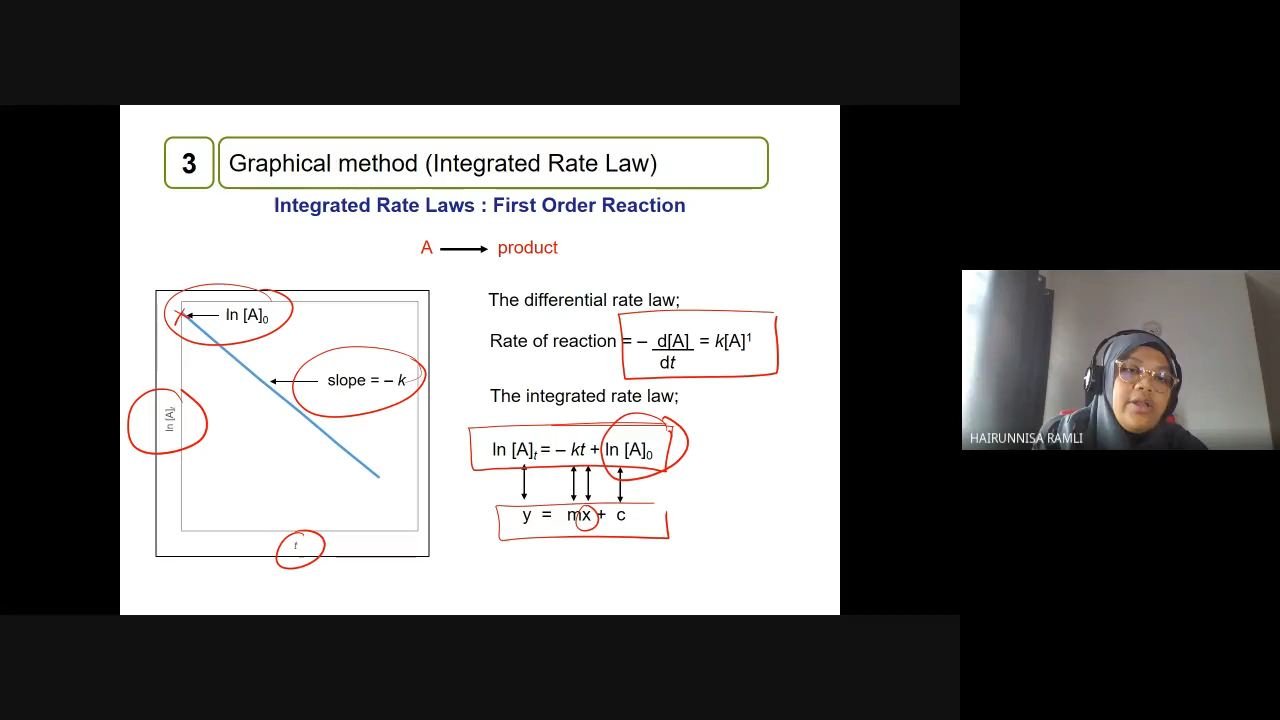 3
Graphical method (Integrated Rate Law)
Integrated Rate Laws : First Order Reaction
A product
ln [A]0
slope = – k
ln [A]t
t
The differential rate law;
Rate of reaction = – d[A] = k[A]¹
dt
The integrated rate law;
ln [A]t = – kt + ln [A]0
y = mx + c
HAIRUNNISA RAMLI